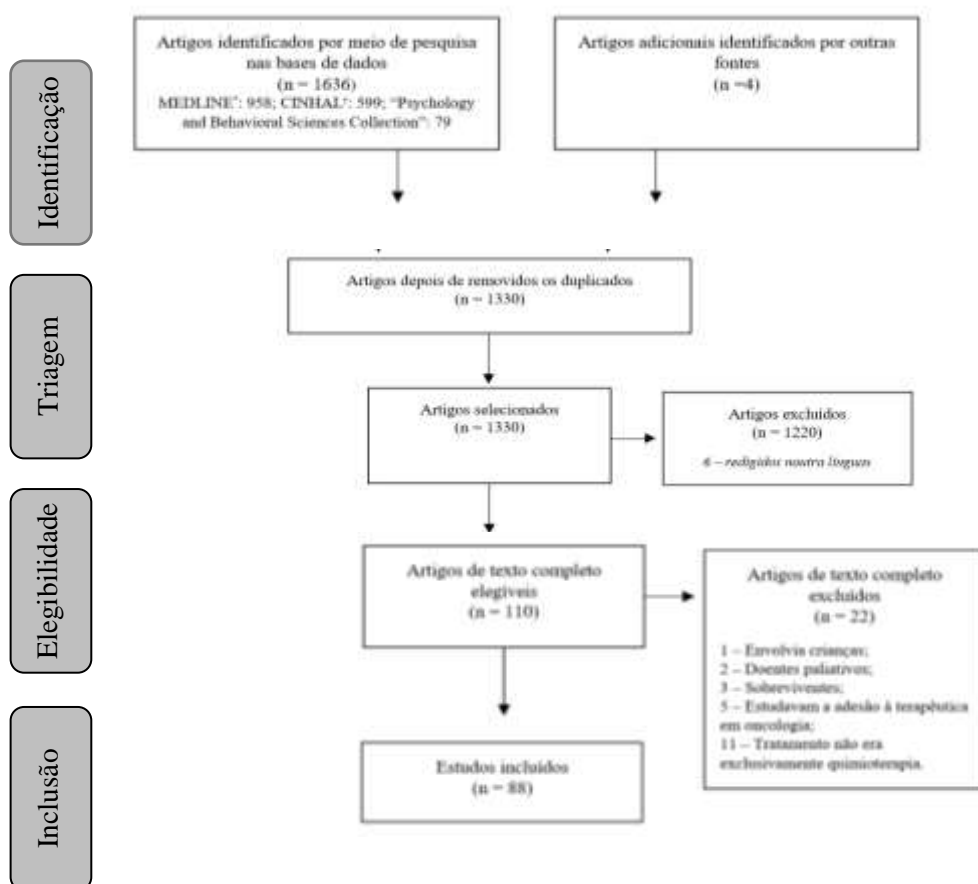 Identificação
Artigos identificados por meio de pesquisa
nas bases de dados
(n = 1636)
MEDLINE®: 958; CINHAL®: 599; "Psychology
and Behavioral Sciences Collection": 79
Artigos adicionais identificados por outras
fontes
(n =4)
Triagem
Artigos depois de removidos os duplicados
(n = 1330)
Artigos selecionados
(n = 1330)
Artigos excluídos
(n = 1220)
6 – redigidos noutra línguas
Elegibilidade
Artigos de texto completo
elegíveis
(n = 110)
Artigos de texto completo
excluídos
(n = 22)
1 – Envolvia crianças;
2 – Doentes paliativos;
3 – Sobreviventes;
5 – Estudavam a adesão à terapêutica
em oncologia;
11 – Tratamento não era
exclusivamente quimioterapia.
Inclusão
Estudos incluídos
(n = 88)